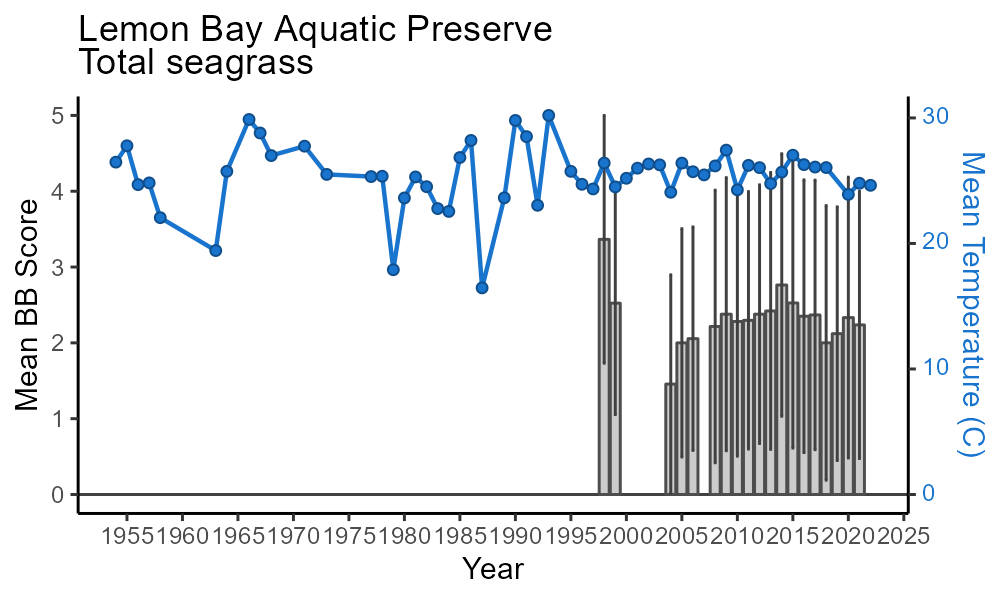 Lemon Bay Aquatic Preserve
Total seagrass
Mean BB Score
5
4
3
2
1
0
30
20
10
0
Mean Temperature (C)
1955 1960 1965 1970 1975 1980 1985 1990 1995 2000 2005 2010 2015 2020 2025
Year